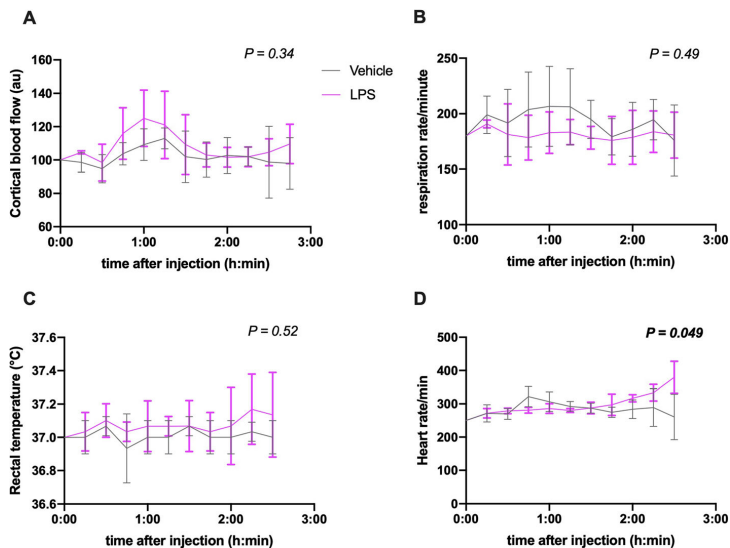 A
P = 0.34
Cortical blood flow (au)
160
140
120
100
80
60
0:00 1:00 2:00 3:00
time after injection (h:min)
Vehicle
LPS
B
P = 0.49
respiration rate/minute
250
200
150
100
0:00 1:00 2:00 3:00
time after injection (h:min)
C
P = 0.52
Rectal temperature (°C)
37.6
37.2
37.0
36.8
36.6
0:00 1:00 2:00 3:00
time after injection (h:min)
D
P = 0.049
Heart rate/min
500
400
300
200
100
0
0:00 1:00 2:00 3:00
time after injection (h:min)